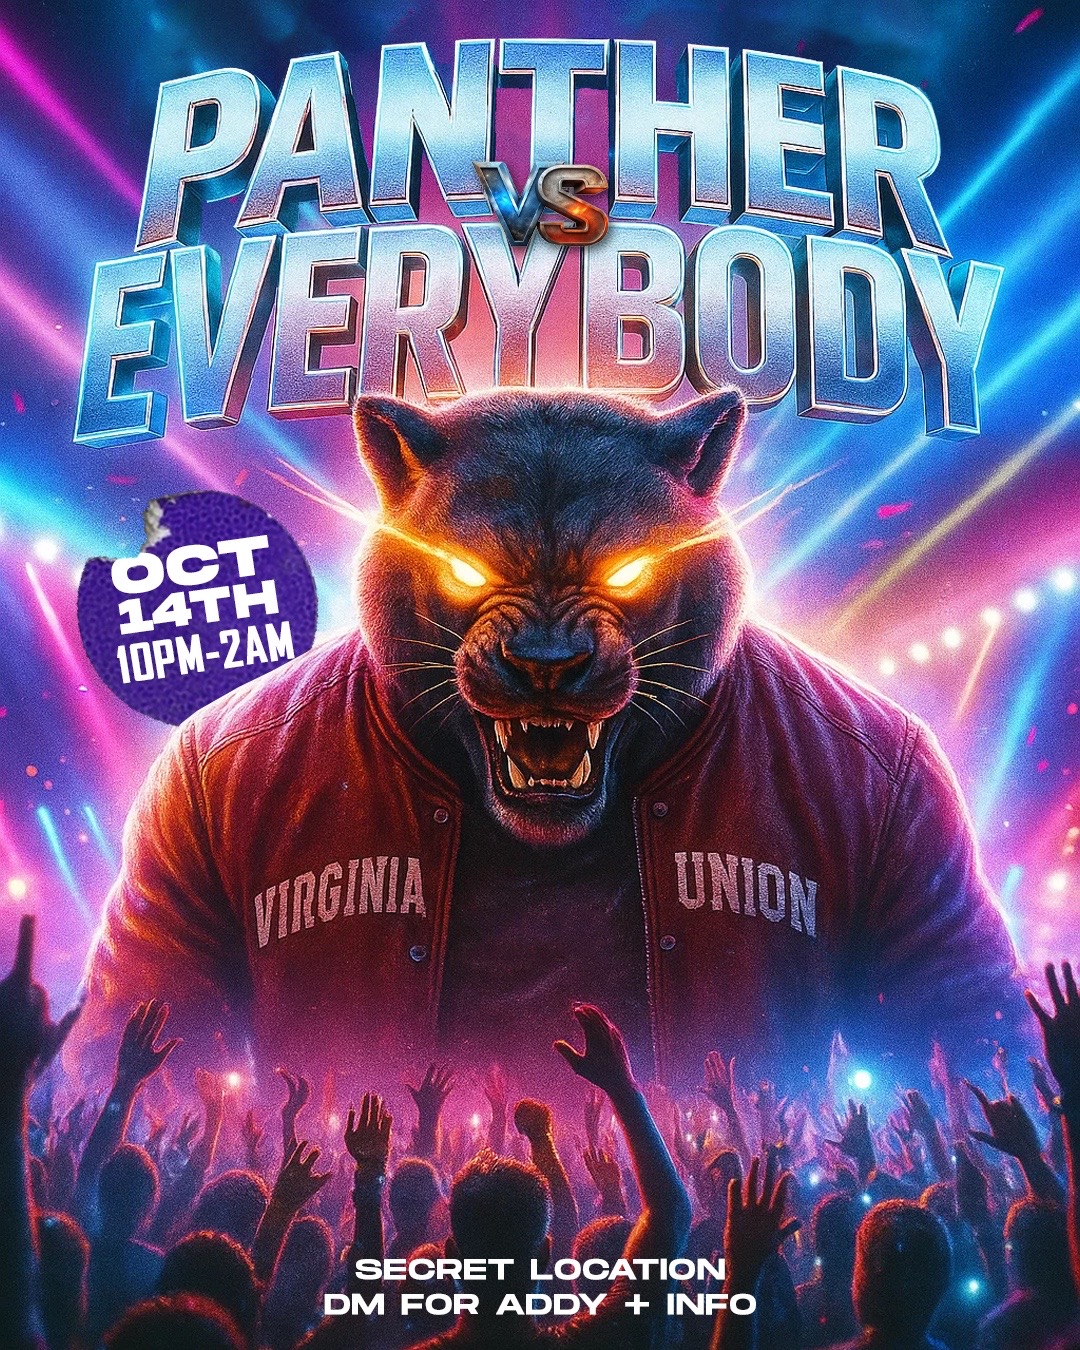 PANTHER
VS
EVERYBODY
OCT
14TH
10PM-2AM
VIRGINIA
UNION
SECRET LOCATION
DM FOR ADDY + INFO